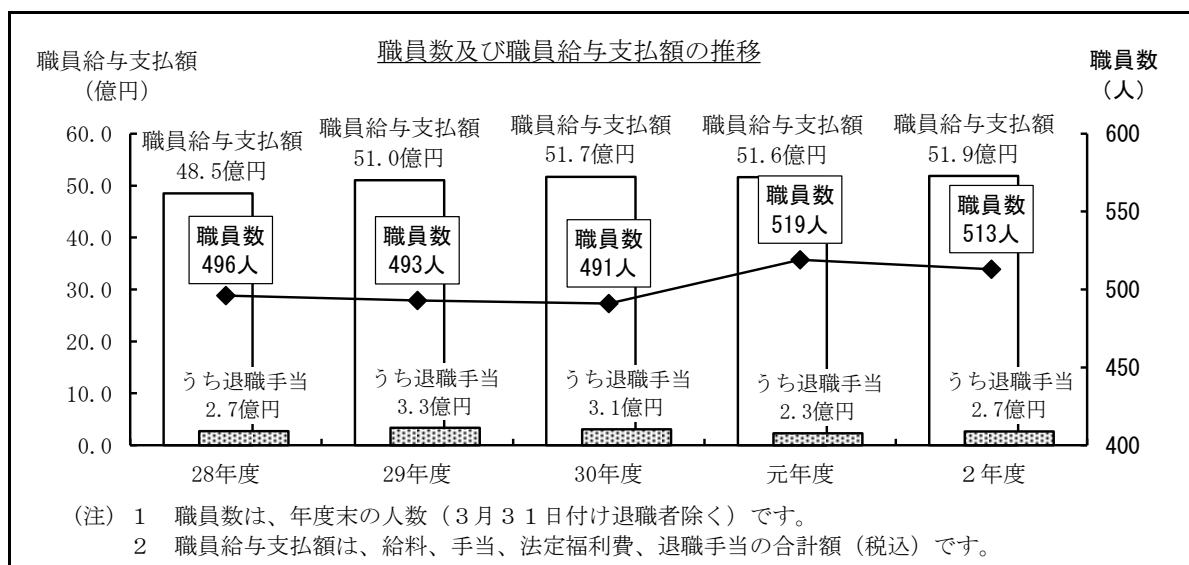 職員数及び職員給与支払額の推移
職員給与支払額
(億円)
職員数
(人)
60.0
50.0
40.0
30.0
20.0
10.0
0.0
職員給与支払額
48.5億円
職員給与支払額
51.0億円
職員給与支払額
51.7億円
職員給与支払額
51.6億円
職員給与支払額
51.9億円
職員数
496人
職員数
493人
職員数
491人
職員数
519人
職員数
513人
うち退職手当
2.7億円
うち退職手当
3.3億円
うち退職手当
3.1億円
うち退職手当
2.3億円
うち退職手当
2.7億円
600
550
500
450
400
28年度
29年度
30年度
元年度
2年度
(注) 1 職員数は、年度末の人数(3月31日付け退職者除く)です。
2 職員給与支払額は、給料、手当、法定福利費、退職手当の合計額(税込)です。